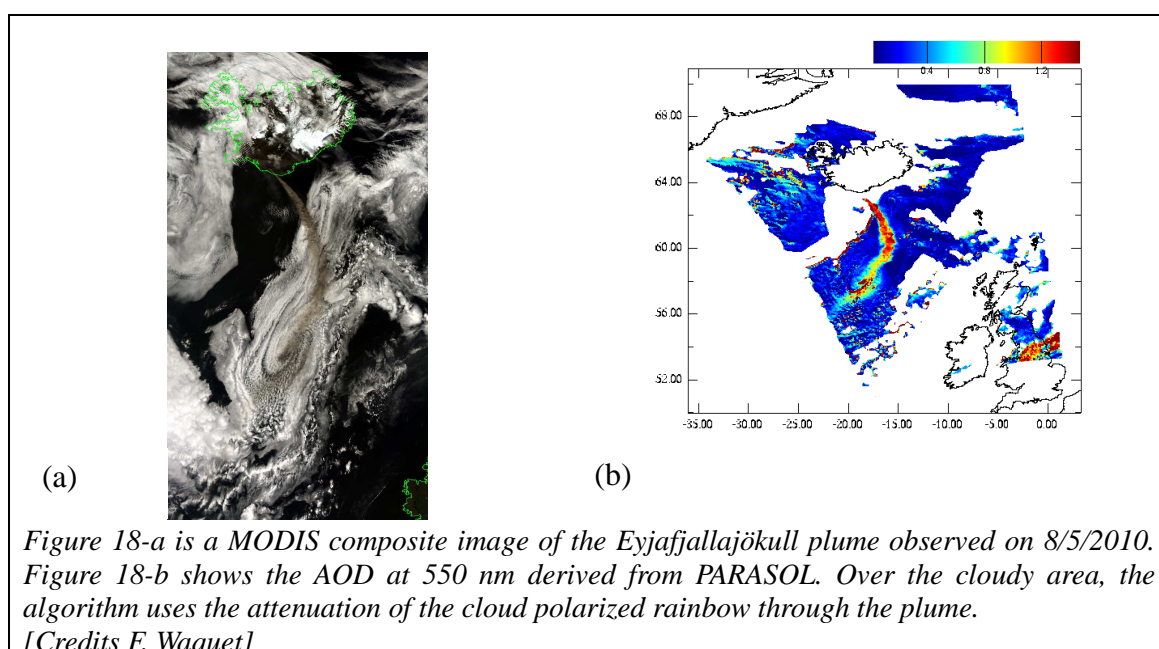 0.4 0.8 1.2
68.00
64.00
60.00
56.00
52.00
-35.00 -30.00 -25.00 -20.00 -15.00 -10.00 -5.00 0.00
(a)
(b)
Figure 18-a is a MODIS composite image of the Eyjafjallajökull plume observed on 8/5/2010.
Figure 18-b shows the AOD at 550 nm derived from PARASOL. Over the cloudy area, the
algorithm uses the attenuation of the cloud polarized rainbow through the plume.
[Credits F. Waquet]